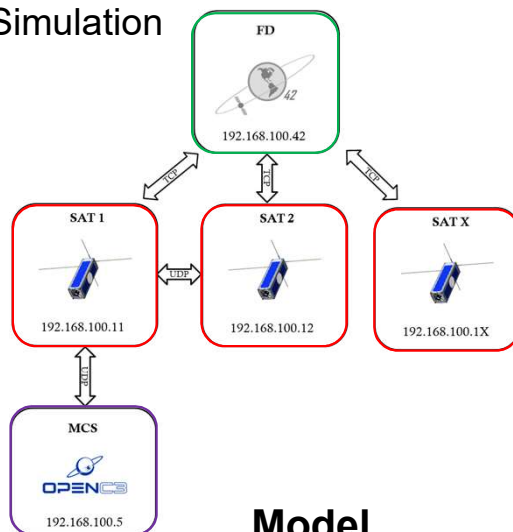 Simulation
FD
42
192.168.100.42
TCP
TCP
TCP
SAT 1
SAT 2
SAT X
UDP
192.168.100.11
192.168.100.12
192.168.100.1X
UDP
MCS
OPENC3
192.168.100.5
Model